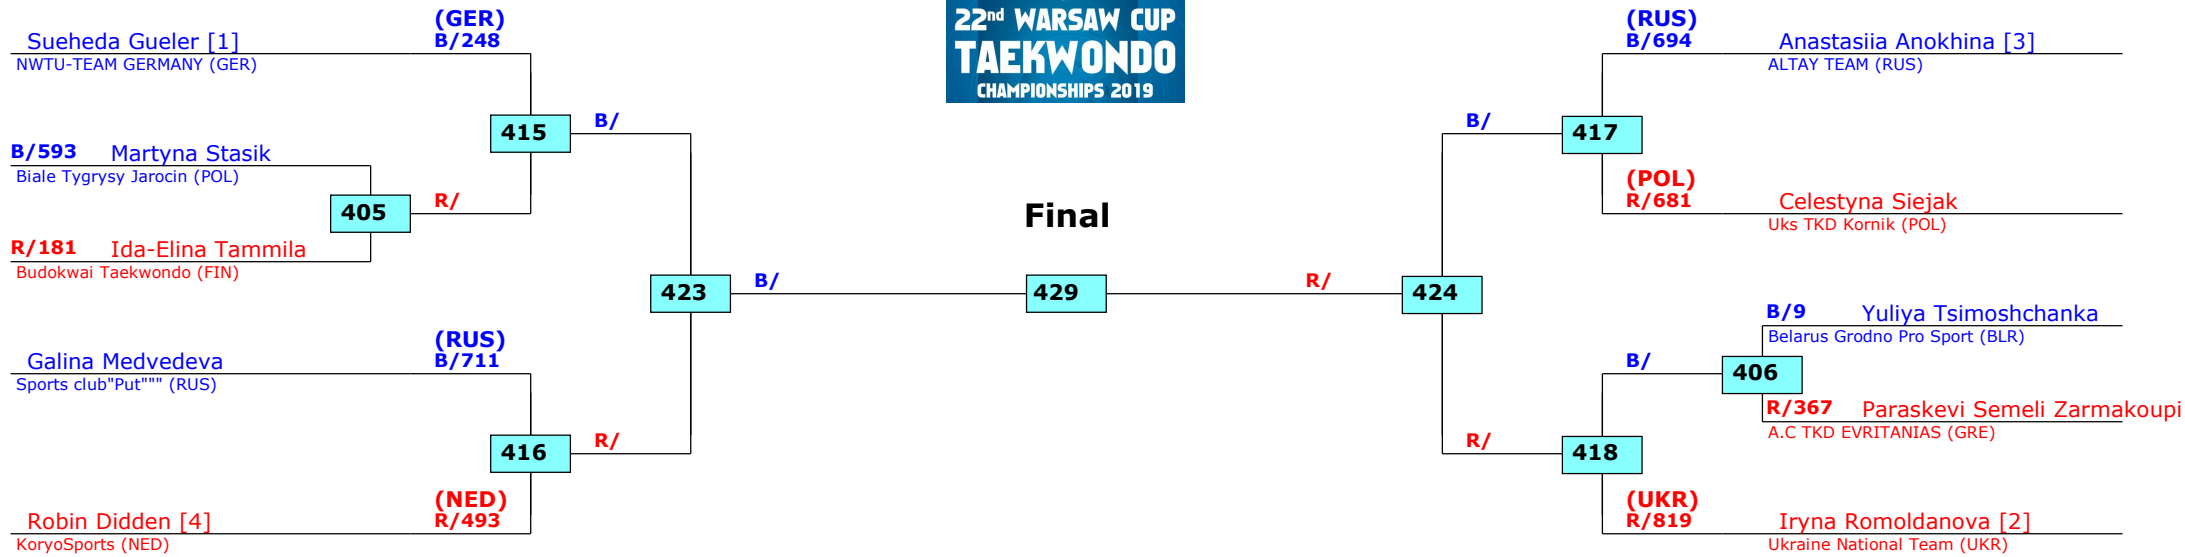 22nd WARSAW CUP
TAEKWONDO
CHAMPIONSHIPS 2019
(GER)
Sueheda Gueler [1] B/248
NWTU-TEAM GERMANY (GER)
415
B/
B/593 Martyna Stasik
Biale Tygrysy Jarocin (POL)
405
R/
R/181 Ida-Elina Tammila
Budokwai Taekwondo (FIN)
423
B/
(RUS)
Galina Medvedeva B/711
Sports club"Put""" (RUS)
416
R/
(NED)
Robin Didden [4] R/493
KoryoSports (NED)
Final
429
(RUS)
B/694 Anastasiia Anokhina [3]
ALTAY TEAM (RUS)
B/
417
(POL)
R/681 Celestyna Siejak
Uks TKD Kornik (POL)
R/
424
B/9 Yuliya Tsimoshchanka
Belarus Grodno Pro Sport (BLR)
B/
406
R/367 Paraskevi Semeli Zarmakoupi
A.C TKD EVRITANIAS (GRE)
R/
418
(UKR)
R/819 Iryna Romoldanova [2]
Ukraine National Team (UKR)